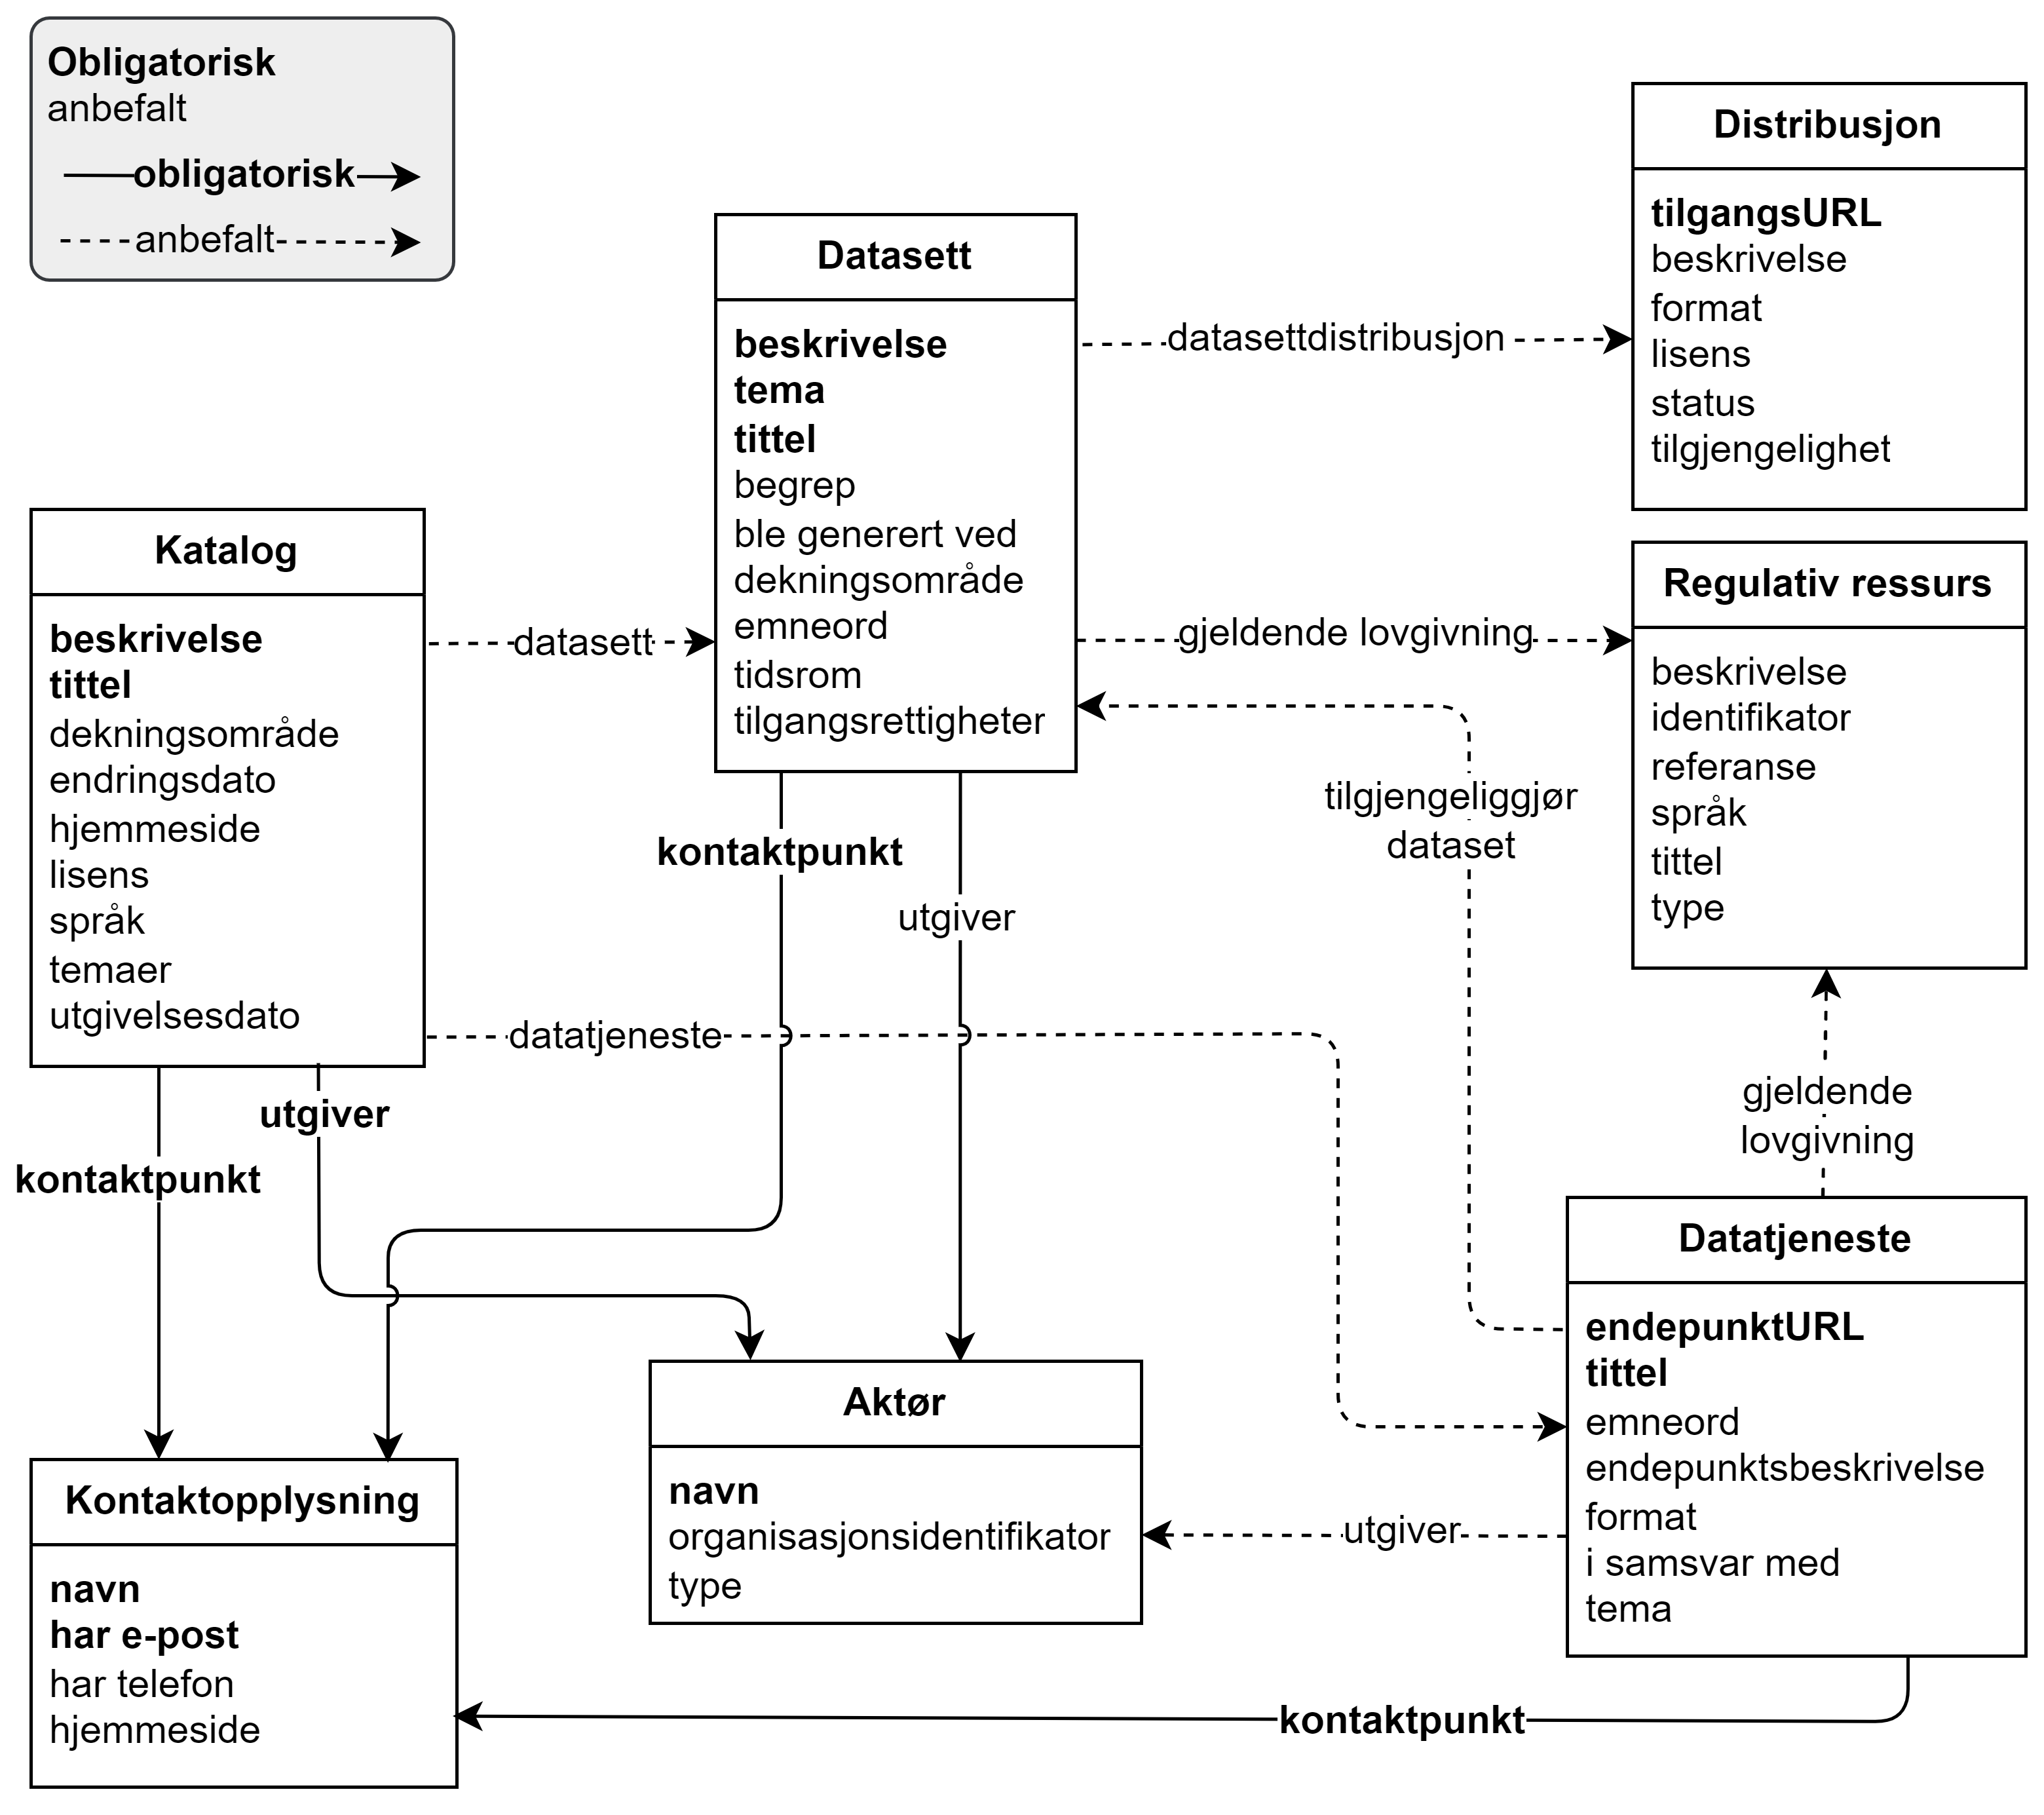 Obligatorisk
anbefalt
obligatorisk
anbefalt
Distribusjon
tilgangsURL
beskrivelse
format
lisens
status
tilgjengelighet
Datasett
beskrivelse
tema
tittel
begrep
ble generert ved
dekningsområde
emneord
tidsrom
tilgangsrettigheter
datasettdistribusjon
Katalog
beskrivelse
tittel
dekningsområde
endringsdato
hjemmeside
lisens
språk
temaer
utgivelsesdato
datasett
gjeldende lovgivning
Regulativ ressurs
beskrivelse
identifikator
referanse
språk
tittel
type
tilgjengeliggjør
dataset
kontaktpunkt
utgiver
datatjeneste
utgiver
kontaktpunkt
gjeldende
lovgivning
Datatjeneste
endepunktURL
tittel
emneord
endepunktsbeskrivelse
format
i samsvar med
tema
Aktør
navn
organisasjonsidentifikator
type
utgiver
Kontaktopplysning
navn
har e-post
har telefon
hjemmeside
kontaktpunkt